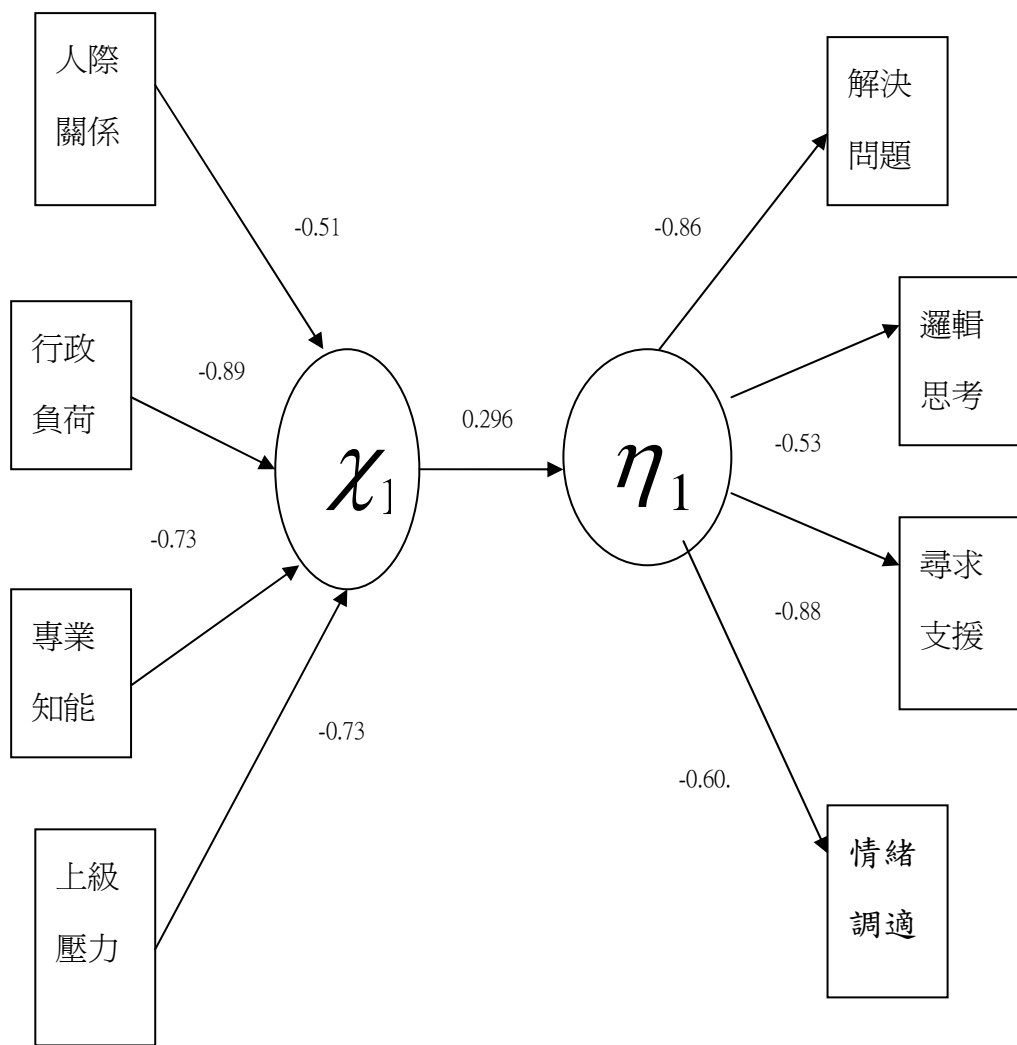 人際
關係
解決
問題
-0.51
-0.86
行政
負荷
邏輯
思考
-0.89
0.296
-0.53
χ₁
η₁
-0.73
專業
知能
尋求
支援
-0.88
-0.73
-0.60.
上級
壓力
情緒
調適